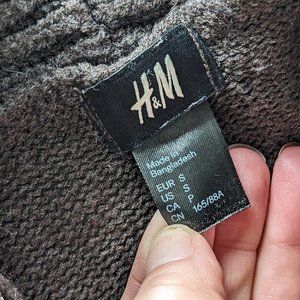 H&M
Made in
Bangladesh
EUR S
US S
CA P
CN 165/88A